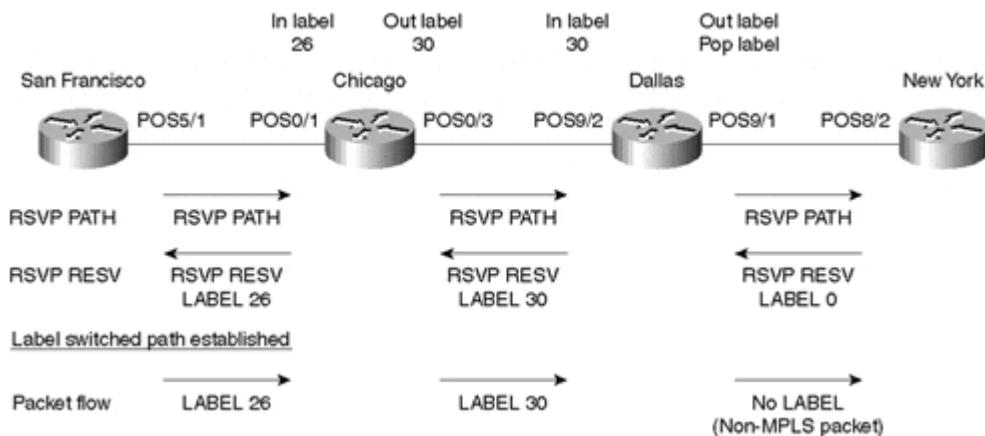 In label Out label In label Out label
26 30 30 Pop label
San Francisco Chicago Dallas New York
POS5/1 POS0/1 POS0/3 POS9/2 POS9/1 POS8/2
RSVP PATH RSVP PATH RSVP PATH RSVP PATH
RSVP RESV RSVP RESV RSVP RESV RSVP RESV
LABEL 26 LABEL 30 LABEL 0
Label switched path established
Packet flow LABEL 26 LABEL 30 No LABEL
(Non-MPLS packet)